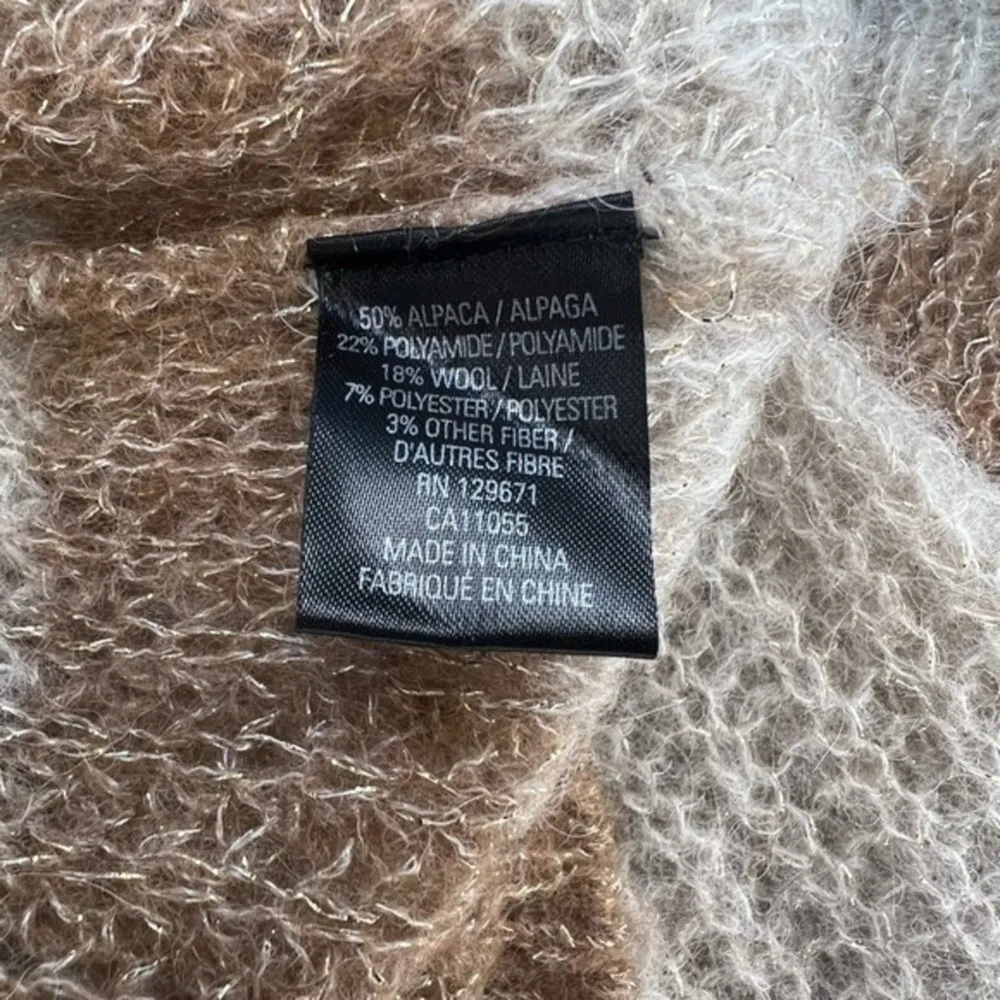 50% ALPACA / ALPAGA
22% POLYAMIDE / POLYAMIDE
18% WOOL / LAINE
7% POLYESTER / POLYESTER
3% OTHER FIBER /
D'AUTRES FIBRE
RN 129671
CA11055
MADE IN CHINA
FABRIQUÉ EN CHINE